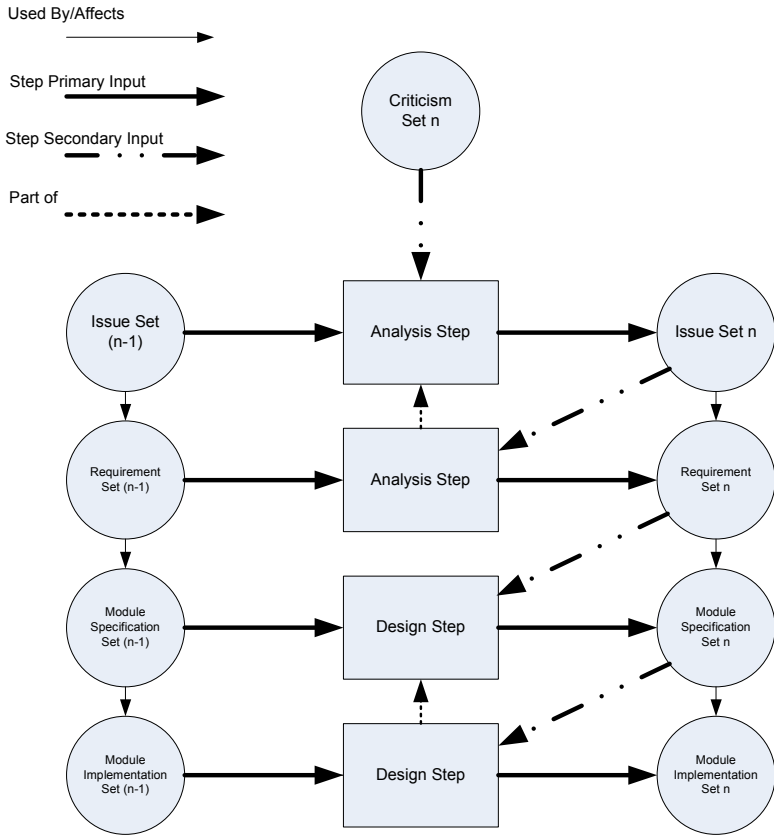 Used By/Affects
Step Primary Input
Step Secondary Input
Part of
Criticism
Set n
Issue Set
(n-1)
Analysis Step
Issue Set n
Requirement
Set (n-1)
Analysis Step
Requirement
Set n
Module
Specification
Set (n-1)
Design Step
Module
Specification
Set n
Module
Implementation
Set (n-1)
Design Step
Module
Implementation
Set n